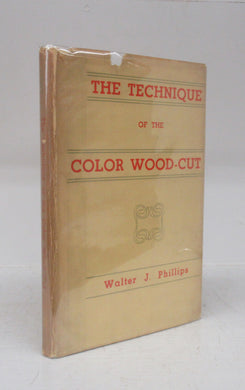 THE TECHNIQUE
OF THE
COLOR WOOD-CUT
Walter J. Phillips